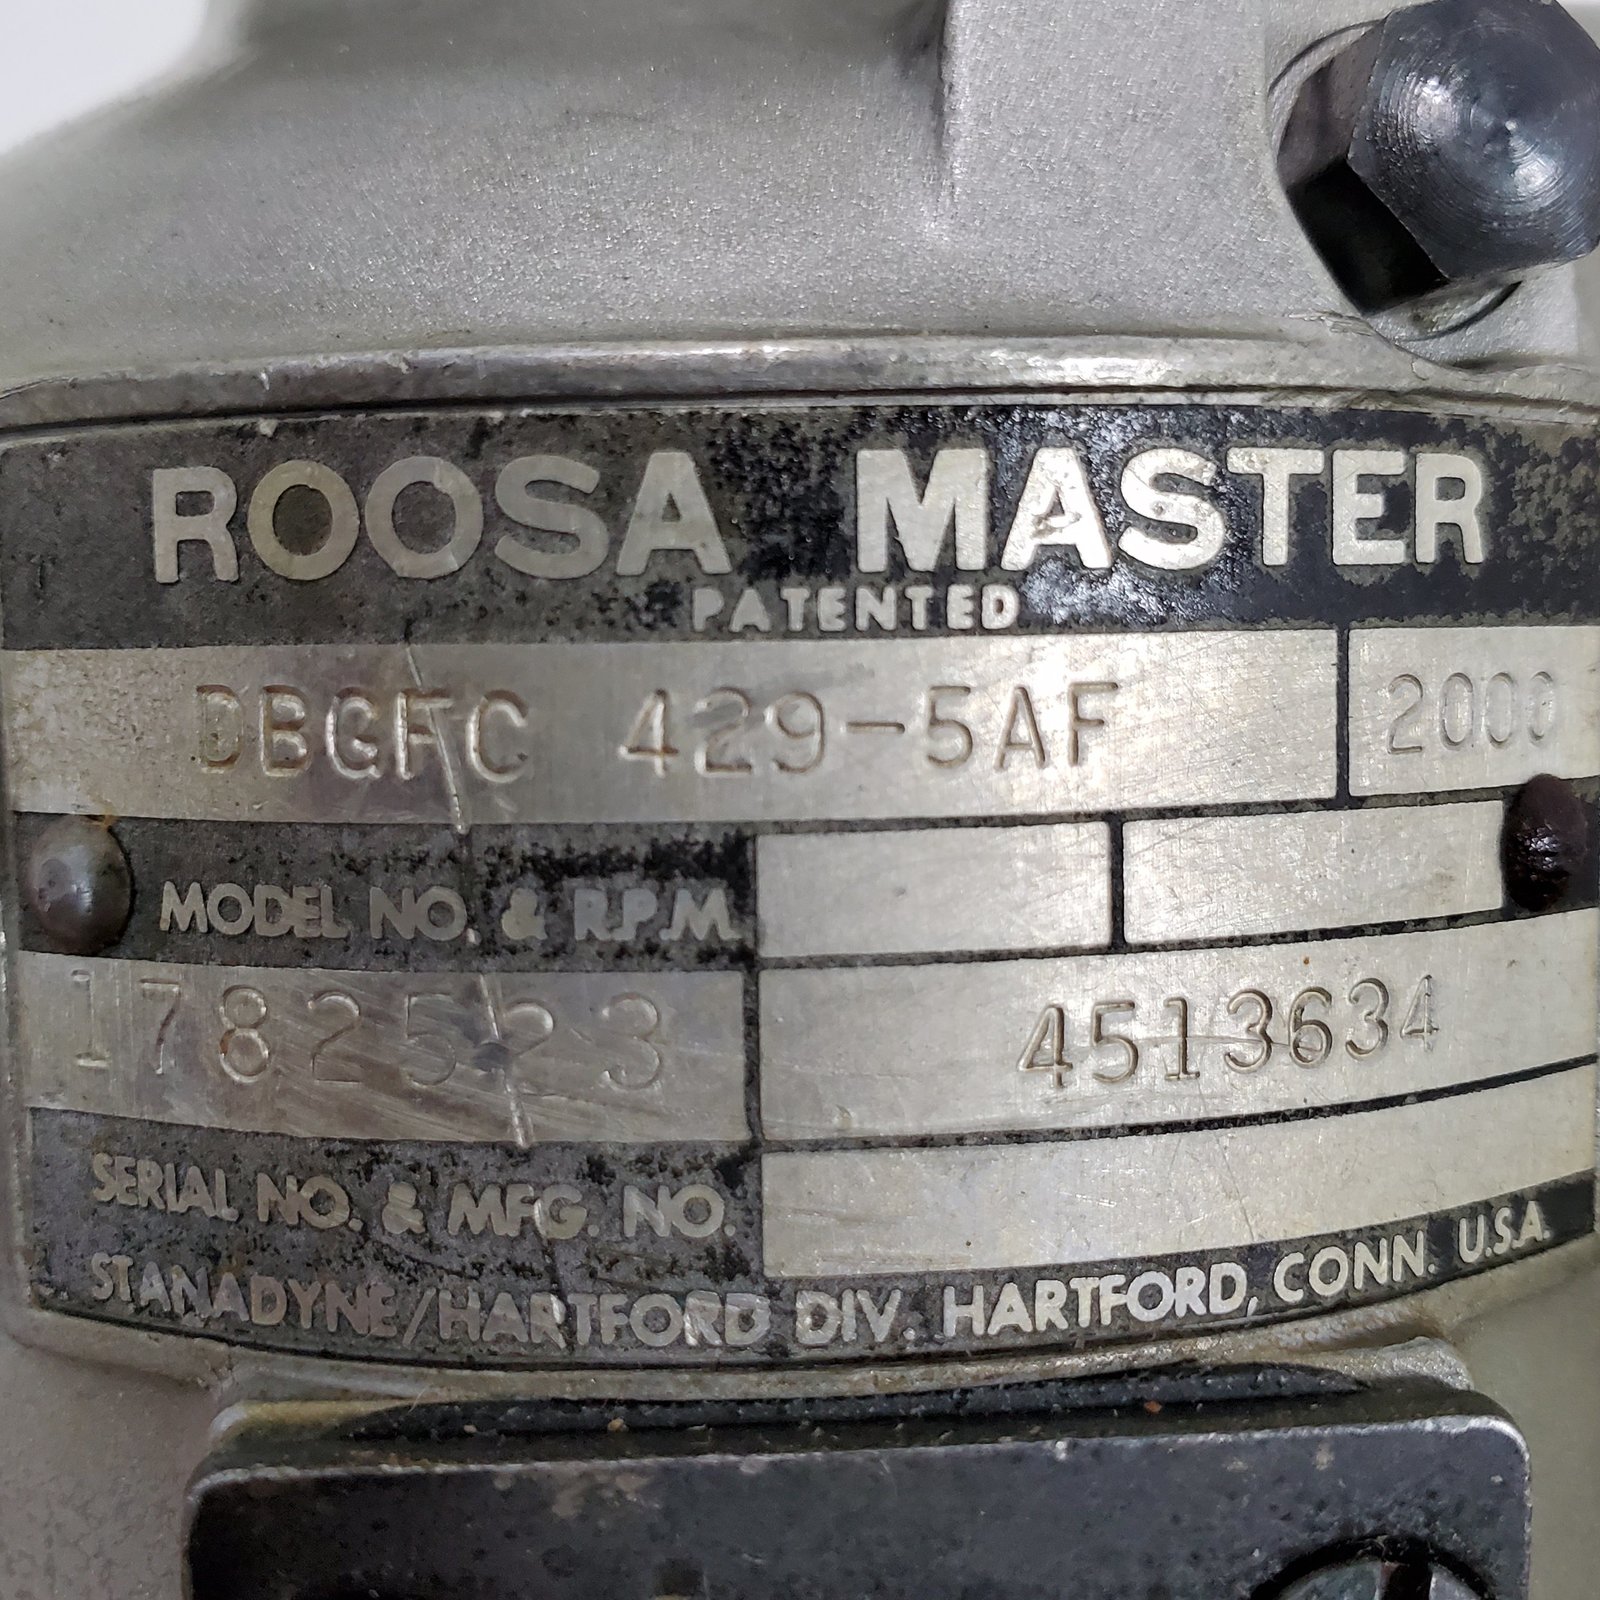 ROOSA MASTER
PATENTED
DBGFC 429-5AF 2000
MODEL NO. & R.P.M.
1782523 4513634
SERIAL NO. & MFG. NO.
STANADYNE/HARTFORD DIV. HARTFORD, CONN. U.S.A.